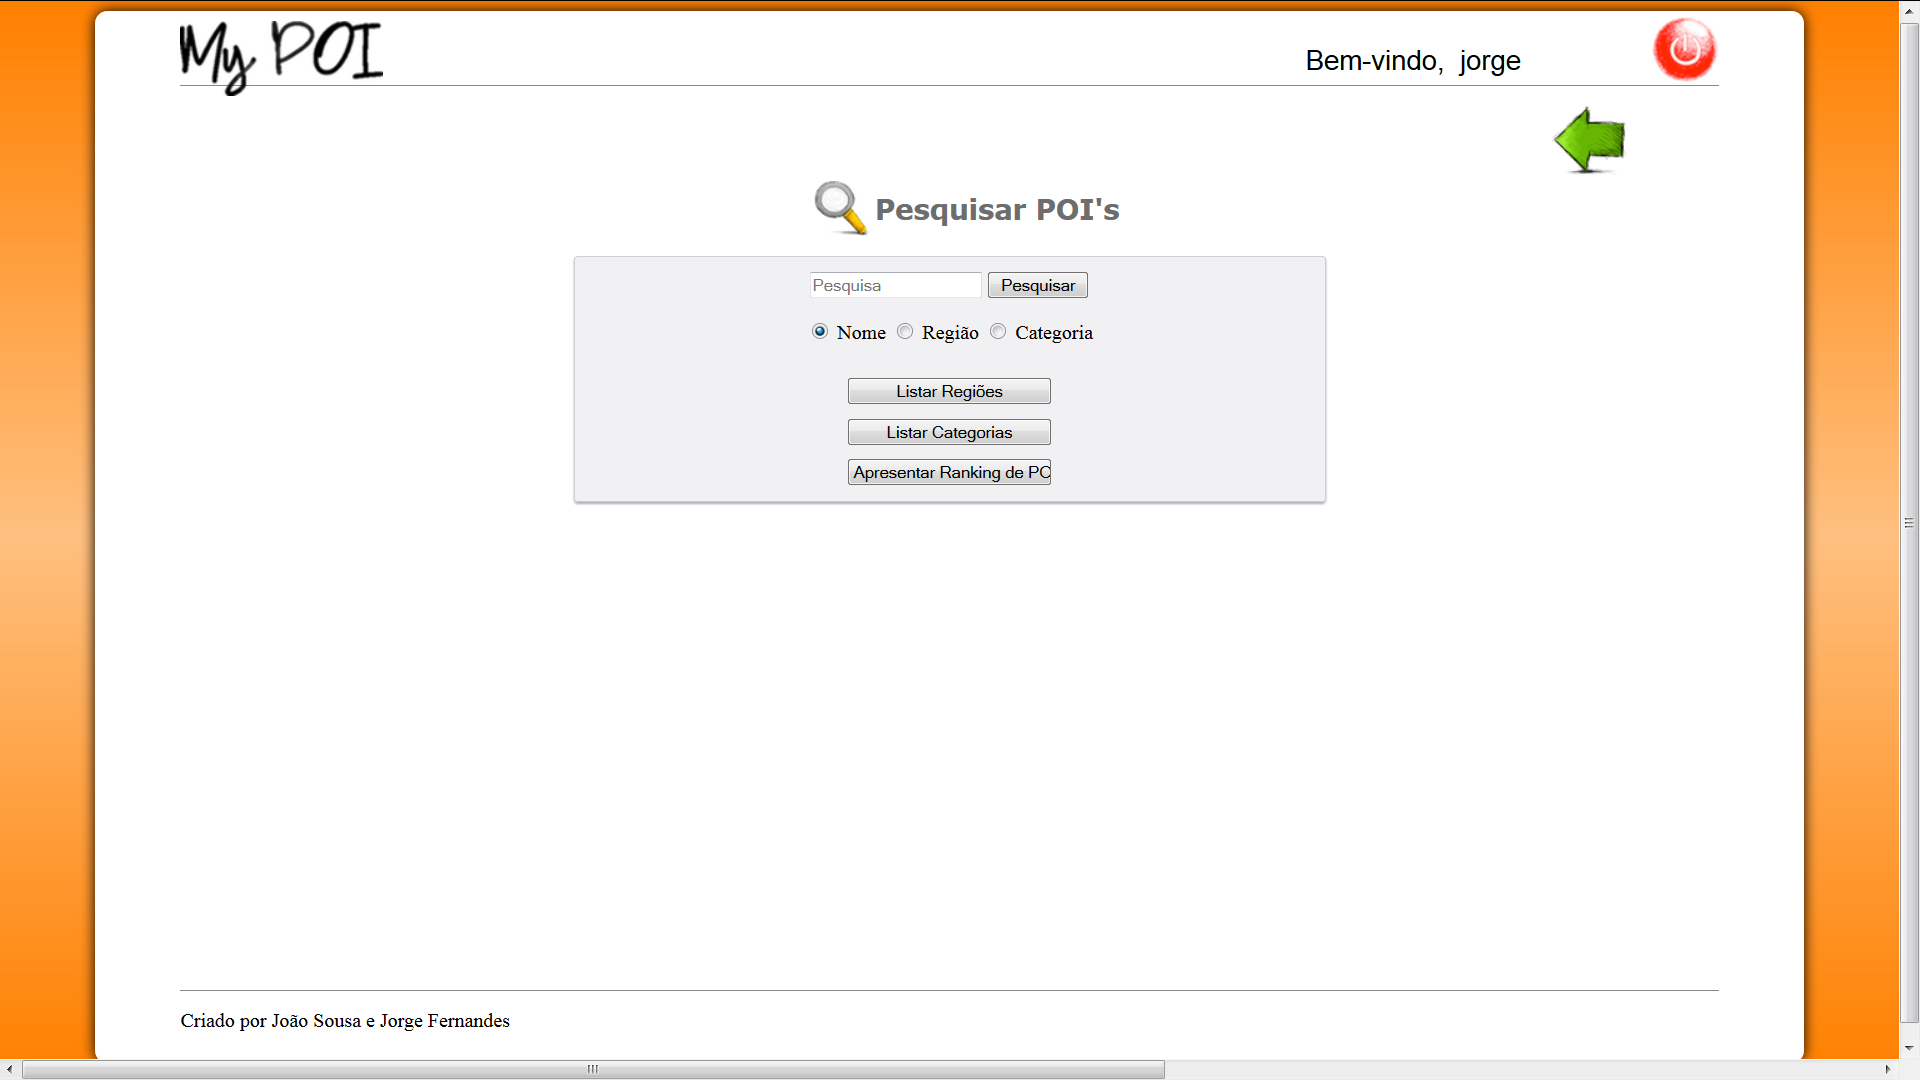 My POI
Bem-vindo, jorge
Pesquisar POI's
Pesquisa Pesquisar
Nome Região Categoria
Listar Regiões
Listar Categorias
Apresentar Ranking de PO
Criado por João Sousa e Jorge Fernandes